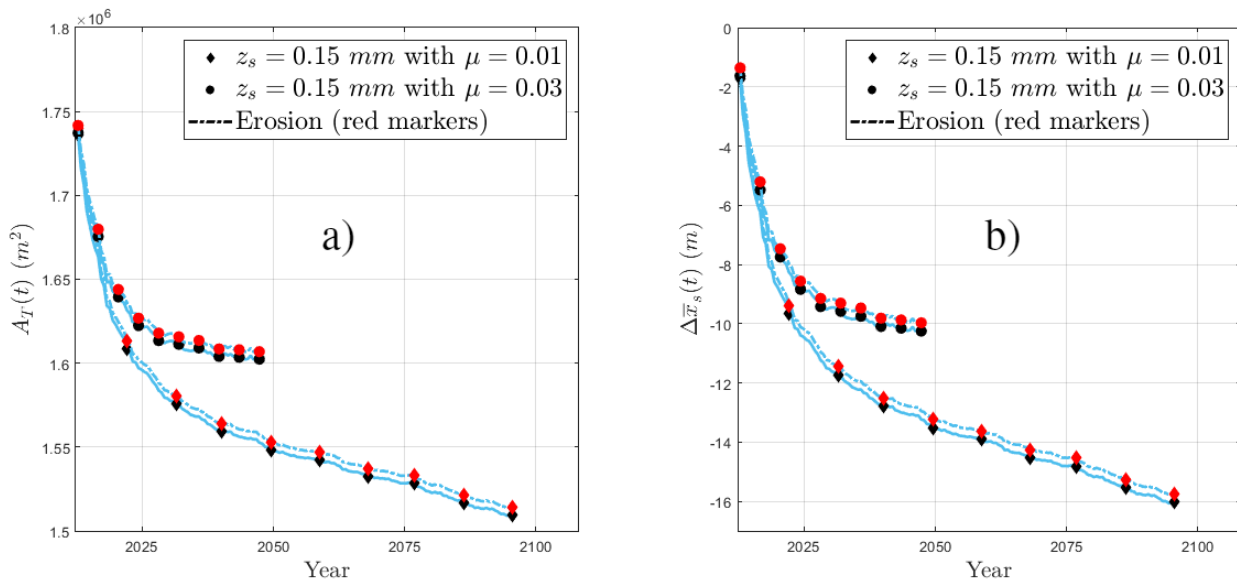 ×10⁶
1.8
1.75
1.7
1.65
1.6
1.55
1.5
A_T(t) (m²)
z_s = 0.15 mm with μ = 0.01
z_s = 0.15 mm with μ = 0.03
Erosion (red markers)
a)
2025
2050
2075
2100
Year
0
-2
-4
-6
-8
-10
-12
-14
-16
Δx̅_s(t) (m)
z_s = 0.15 mm with μ = 0.01
z_s = 0.15 mm with μ = 0.03
Erosion (red markers)
b)
2025
2050
2075
2100
Year